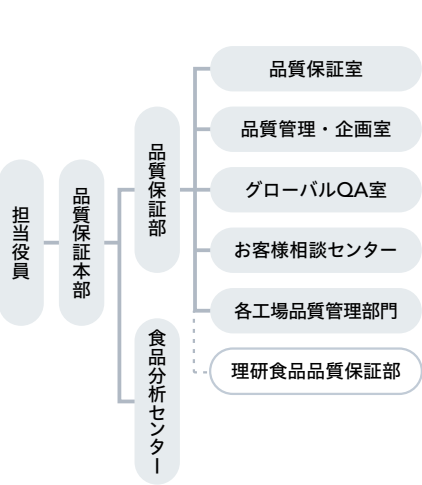 担当役員
品質保証本部
品質保証部
食品分析センター
品質保証室
品質管理・企画室
グローバルQA室
お客様相談センター
各工場品質管理部門
理研食品品質保証部